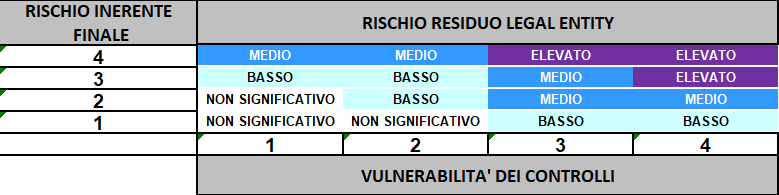 RISCHIO INERENTE FINALE RISCHIO RESIDUO LEGAL ENTITY
4 MEDIO MEDIO ELEVATO ELEVATO
3 BASSO BASSO MEDIO ELEVATO
2 NON SIGNIFICATIVO BASSO MEDIO MEDIO
1 NON SIGNIFICATIVO NON SIGNIFICATIVO BASSO BASSO
1 2 3 4
VULNERABILITA' DEI CONTROLLI